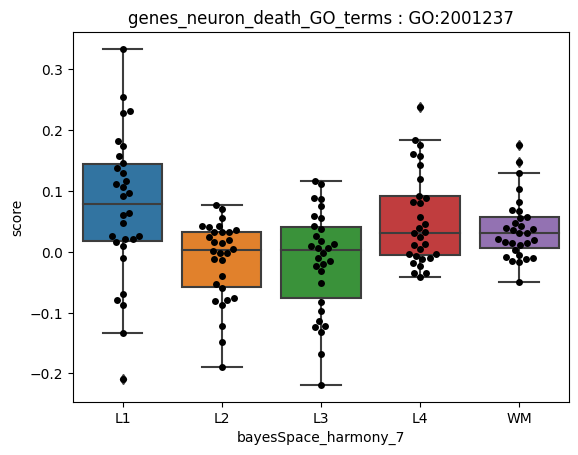 genes_neuron_death_GO_terms : GO:2001237
score
0.3
0.2
0.1
0.0
−0.1
−0.2
L1 L2 L3 L4 WM
bayesSpace_harmony_7